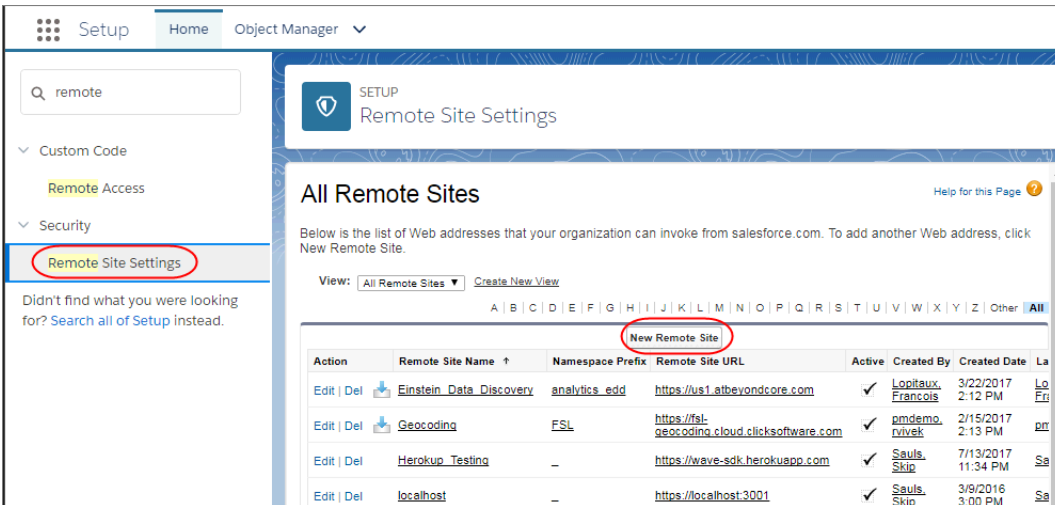 Setup
Home
Object Manager
remote
Custom Code
Remote Access
Security
Remote Site Settings
Didn't find what you were looking
for? Search all of Setup instead.
SETUP
Remote Site Settings
All Remote Sites
Help for this Page
Below is the list of Web addresses that your organization can invoke from salesforce.com. To add another Web address, click
New Remote Site.
View: All Remote Sites ▼ Create New View
A | B | C | D | E | F | G | H | I | J | K | L | M | N | O | P | Q | R | S | T | U | V | W | X | Y | Z | Other All
New Remote Site
Action Remote Site Name ↑ Namespace Prefix Remote Site URL Active Created By Created Date La
Edit | Del Einstein_Data_Discovery analytics_edd https://us1.atbeyondcore.com Lopitaux, Francois 3/22/2017 2:12 PM Lo Fra
Edit | Del Geocoding FSL https://fsl-geocoding.cloud.clicksoftware.com pmdemo, rvivek 2/15/2017 2:13 PM pm
Edit | Del Herokup_Testing _ https://wave-sdk.herokuapp.com Sauls, Skip 7/13/2017 11:34 PM Sa
Edit | Del localhost _ https://localhost:3001 Sauls, Skip 3/9/2016 3:00 PM Sa